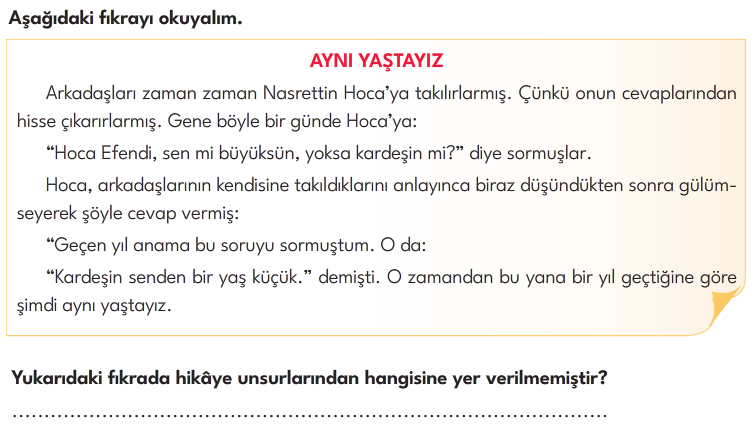 Aşağıdaki fıkrayı okuyalım.
AYNI YAŞTAYIZ
Arkadaşları zaman zaman Nasrettin Hoca’ya takılırlarmış. Çünkü onun cevaplarından
hisse çıkarırlarmış. Gene böyle bir günde Hoca’ya:
“Hoca Efendi, sen mi büyüksün, yoksa kardeşin mi?” diye sormuşlar.
Hoca, arkadaşlarının kendisine takıldıklarını anlayınca biraz düşündükten sonra gülüm-
seyerek şöyle cevap vermiş:
“Geçen yıl anama bu soruyu sormuştum. O da:
“Kardeşin senden bir yaş küçük.” demişti. O zamandan bu yana bir yıl geçtiğine göre
şimdi aynı yaştayız.
Yukarıdaki fıkrada hikâye unsurlarından hangisine yer verilmemiştir?
............................................................................................